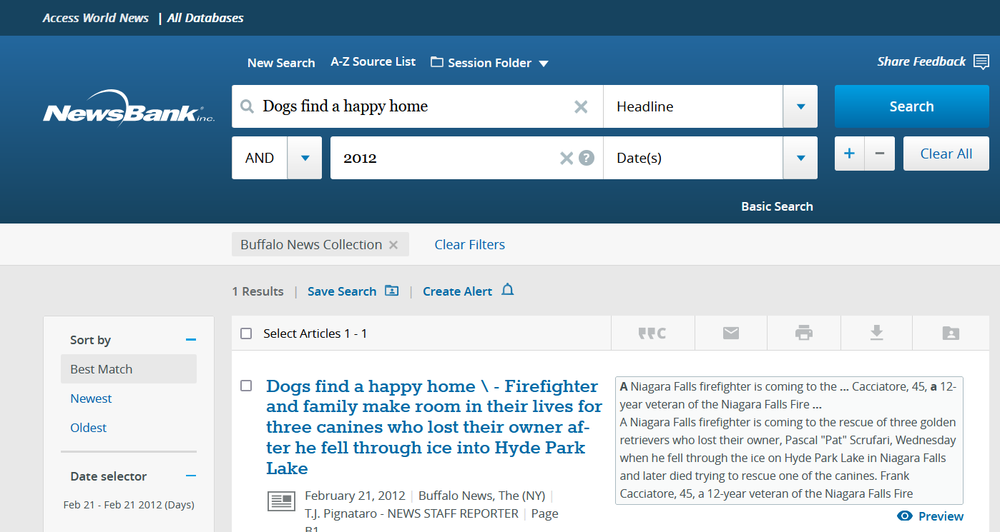 Access World News | All Databases
New Search A-Z Source List Session Folder
Share Feedback
NewsBank® inc.
Dogs find a happy home Headline Search
AND 2012 ? Date(s) + − Clear All
Basic Search
Buffalo News Collection × Clear Filters
1 Results | Save Search | Create Alert
Sort by
Best Match
Newest
Oldest
Date selector
Feb 21 - Feb 21 2012 (Days)
Select Articles 1 - 1
Dogs find a happy home \ - Firefighter
and family make room in their lives for
three canines who lost their owner af-
ter he fell through ice into Hyde Park
Lake
February 21, 2012 | Buffalo News, The (NY) |
T.J. Pignataro - NEWS STAFF REPORTER | Page
B1
A Niagara Falls firefighter is coming to the ... Cacciatore, 45, a 12-
year veteran of the Niagara Falls Fire ...
A Niagara Falls firefighter is coming to the rescue of three golden
retrievers who lost their owner, Pascal "Pat" Scrufari, Wednesday
when he fell through the ice on Hyde Park Lake in Niagara Falls
and later died trying to rescue one of the canines. Frank
Cacciatore, 45, a 12-year veteran of the Niagara Falls Fire
Preview